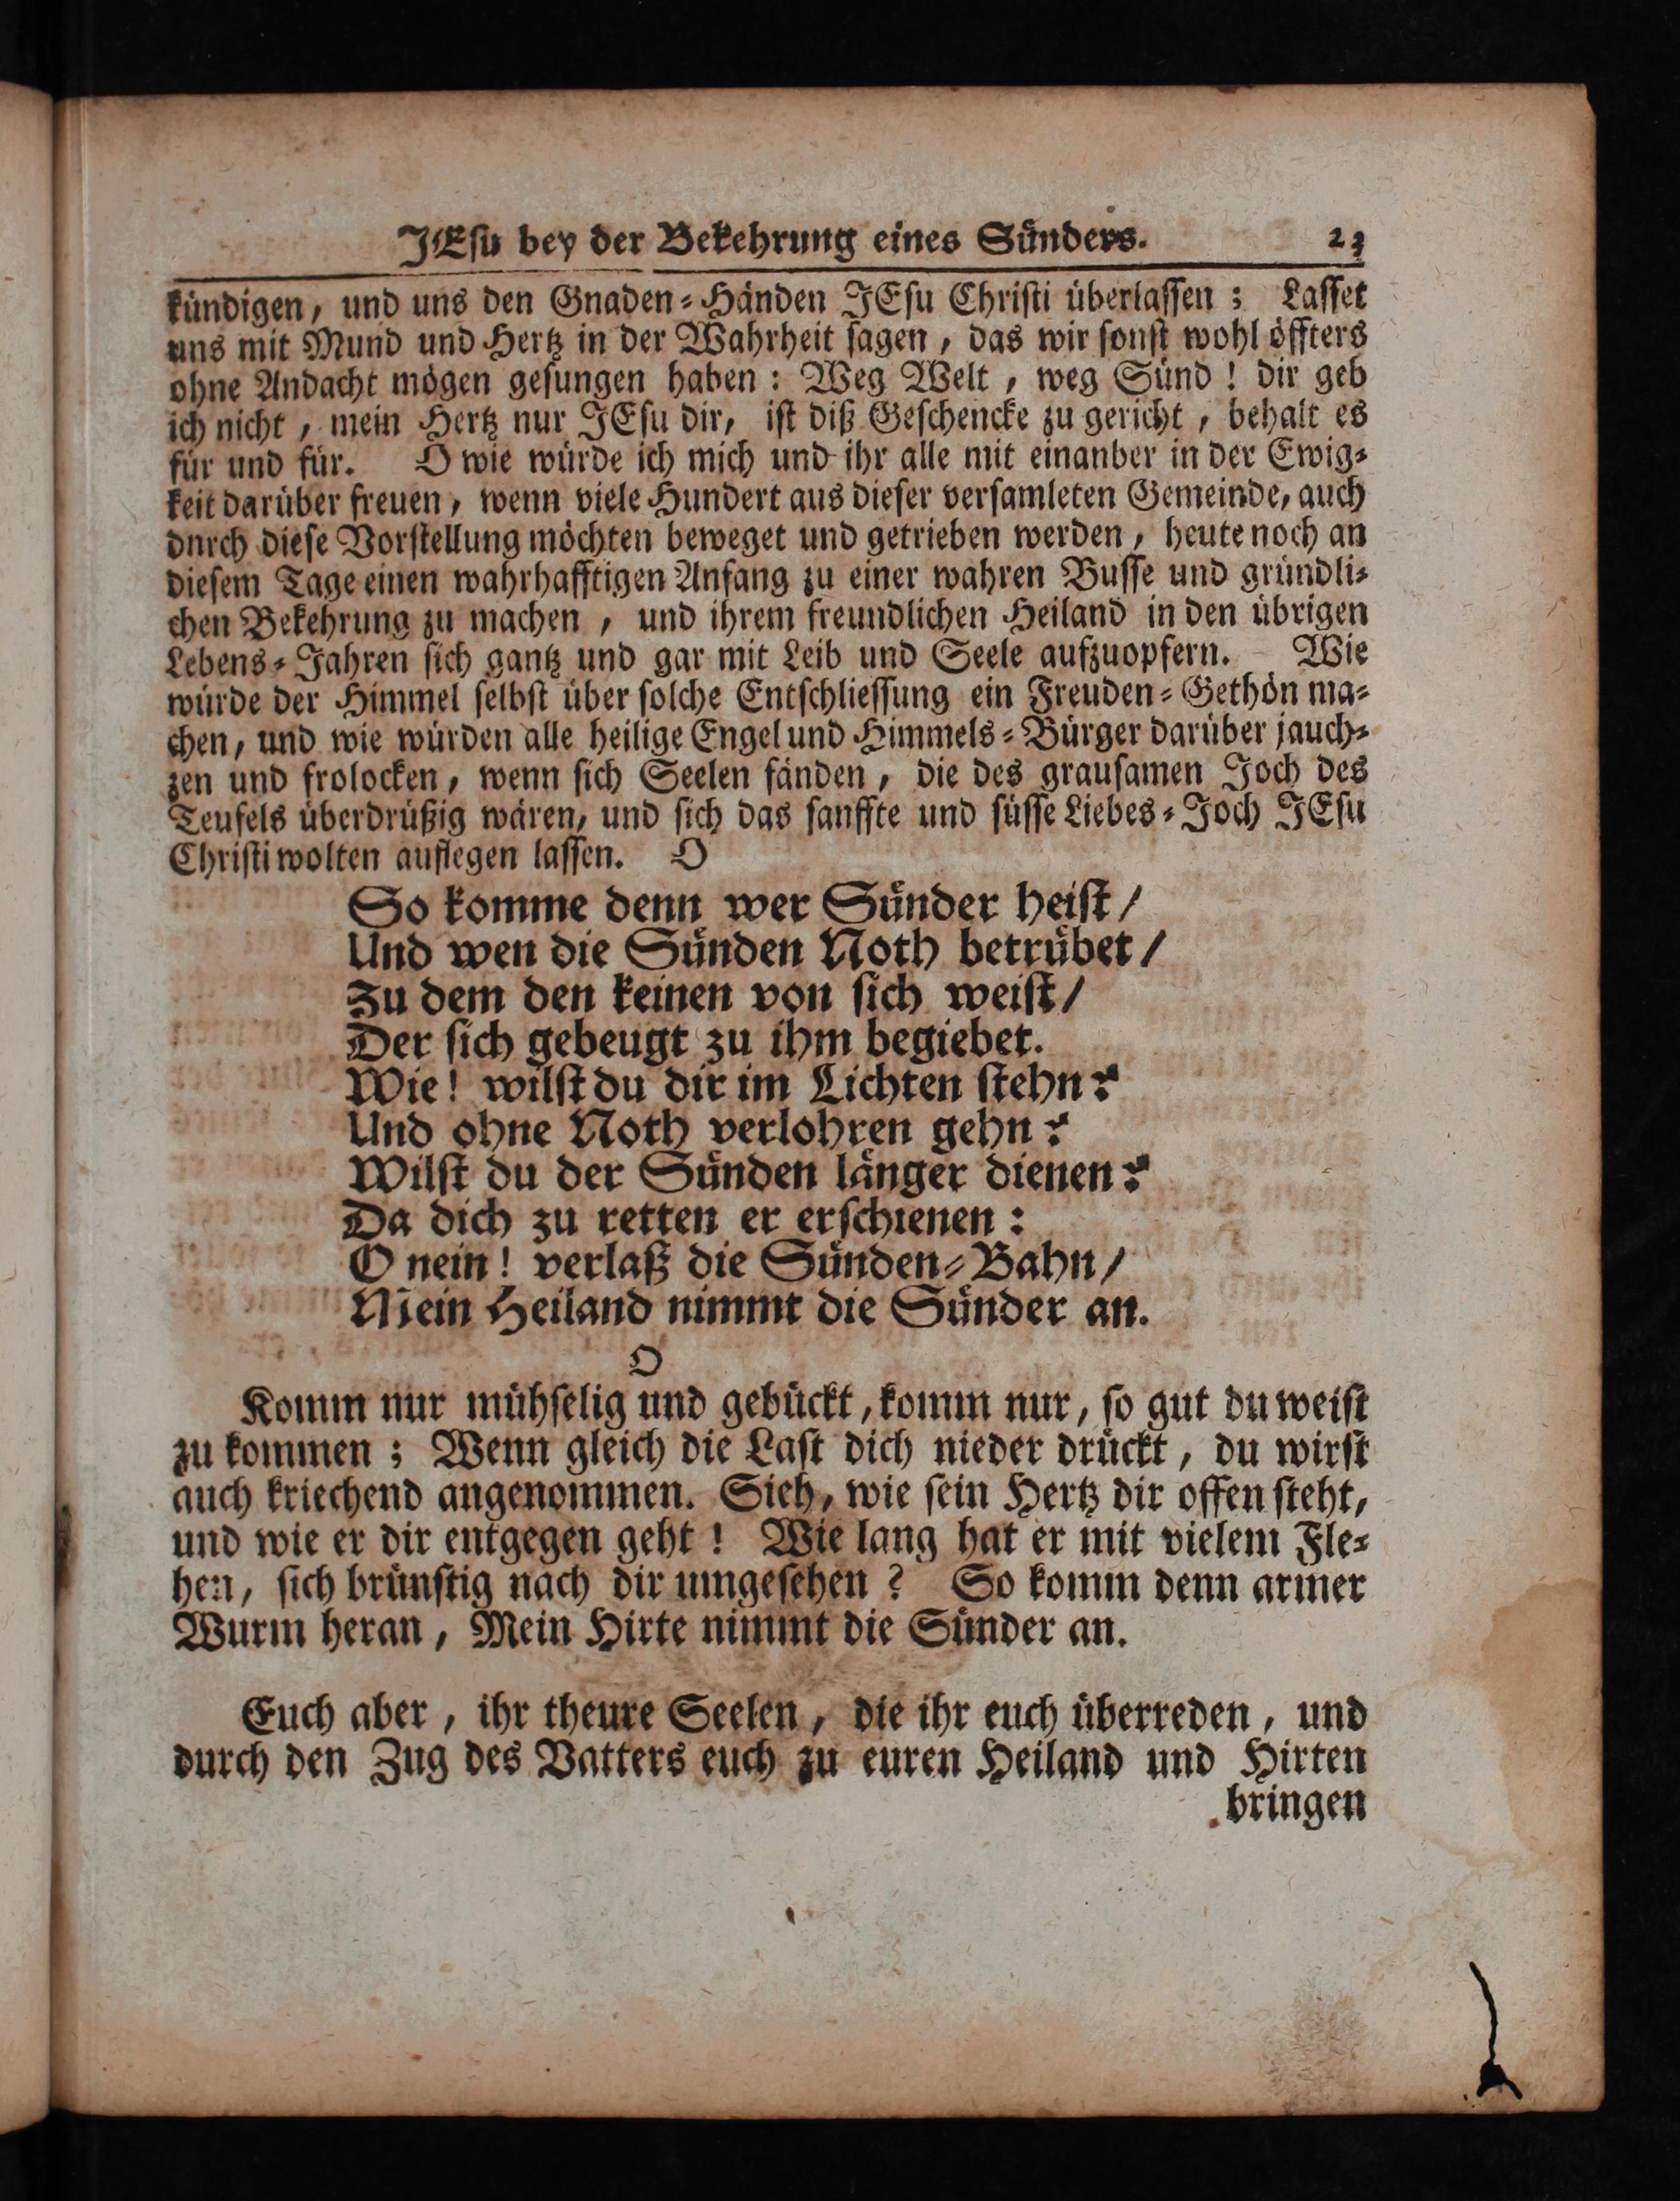 JEſu bey der Bekehrung eines Sünders. 23
kündigen, und uns den Gnaden-Händen JEſu Chriſti überlaſſen; Laſſet
uns mit Mund und Hertz in der Wahrheit ſagen, das wir ſonſt wohl öffters
ohne Andacht mögen geſungen haben: Weg Welt, weg Sünd! dir geb
ich nicht, mein Hertz nur JEſu dir, iſt diß Geſchencke zu gericht, behalt es
für und für. O wie würde ich mich und ihr alle mit einanber in der Ewig-
keit darüber freuen, wenn viele Hundert aus dieſer verſamleten Gemeinde, auch
dnrch dieſe Vorſtellung möchten beweget und getrieben werden, heute noch an
dieſem Tage einen wahrhafftigen Anfang zu einer wahren Buſſe und gründli-
chen Bekehrung zu machen, und ihrem freundlichen Heiland in den übrigen
Lebens-Jahren ſich gantz und gar mit Leib und Seele aufzuopfern. Wie
würde der Himmel ſelbſt über ſolche Entſchlieſſung ein Freuden-Gethön ma-
chen, und wie würden alle heilige Engel und Himmels-Bürger darüber jauch-
zen und frolocken, wenn ſich Seelen fänden, die des grauſamen Joch des
Teufels überdrüßig wären, und ſich das ſanffte und ſüſſe Liebes-Joch JEſu
Chriſti wolten auflegen laſſen. O
So komme denn wer Sünder heiſt/
Und wen die Sünden Noth betrübet/
Zu dem den keinen von ſich weiſt/
Der ſich gebeugt zu ihm begiebet.
Wie! wilſt du dir im Lichten ſtehn?
Und ohne Noth verlohren gehn?
Wilſt du der Sünden länger dienen?
Da dich zu retten er erſchienen:
O nein! verlaß die Sünden-Bahn/
Mein Heiland nimmt die Sünder an.
O
Komm nur mühſelig und gebückt, komm nur, ſo gut du weiſt
zu kommen; Wenn gleich die Laſt dich nieder drückt, du wirſt
auch kriechend angenommen. Sieh, wie ſein Hertz dir offen ſteht,
und wie er dir entgegen geht! Wie lang hat er mit vielem Fle-
hen, ſich brünſtig nach dir umgeſehen? So komm denn armer
Wurm heran, Mein Hirte nimmt die Sünder an.
Euch aber, ihr theure Seelen, die ihr euch überreden, und
durch den Zug des Vatters euch zu euren Heiland und Hirten
bringen